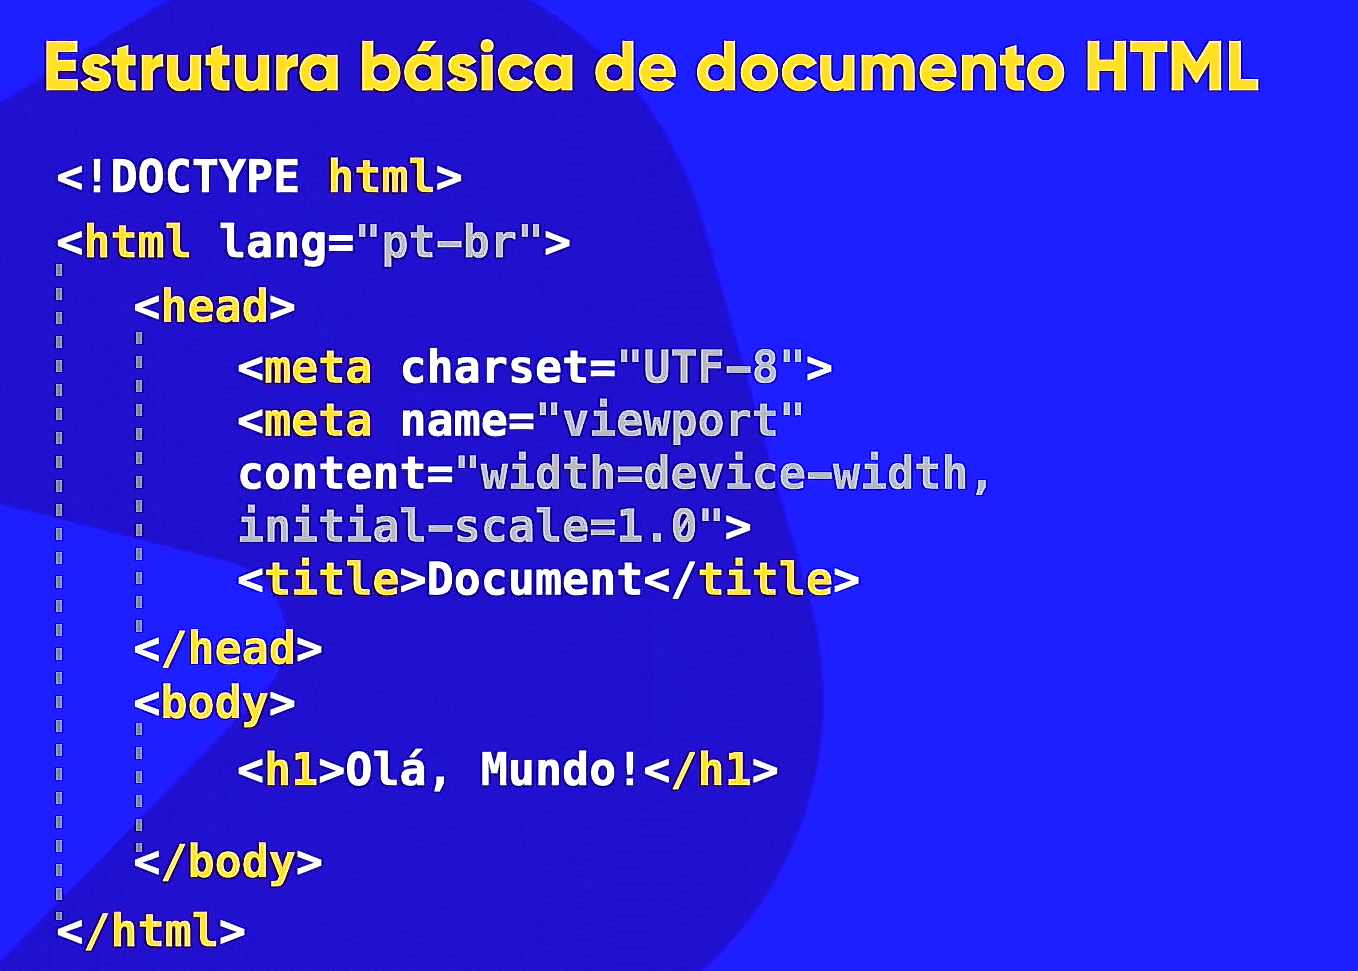 Estrutura básica de documento HTML
<!DOCTYPE html>
<html lang="pt-br">
<head>
<meta charset="UTF-8">
<meta name="viewport"
content="width=device-width,
initial-scale=1.0">
<title>Document</title>
</head>
<body>
<h1>Olá, Mundo!</h1>
</body>
</html>